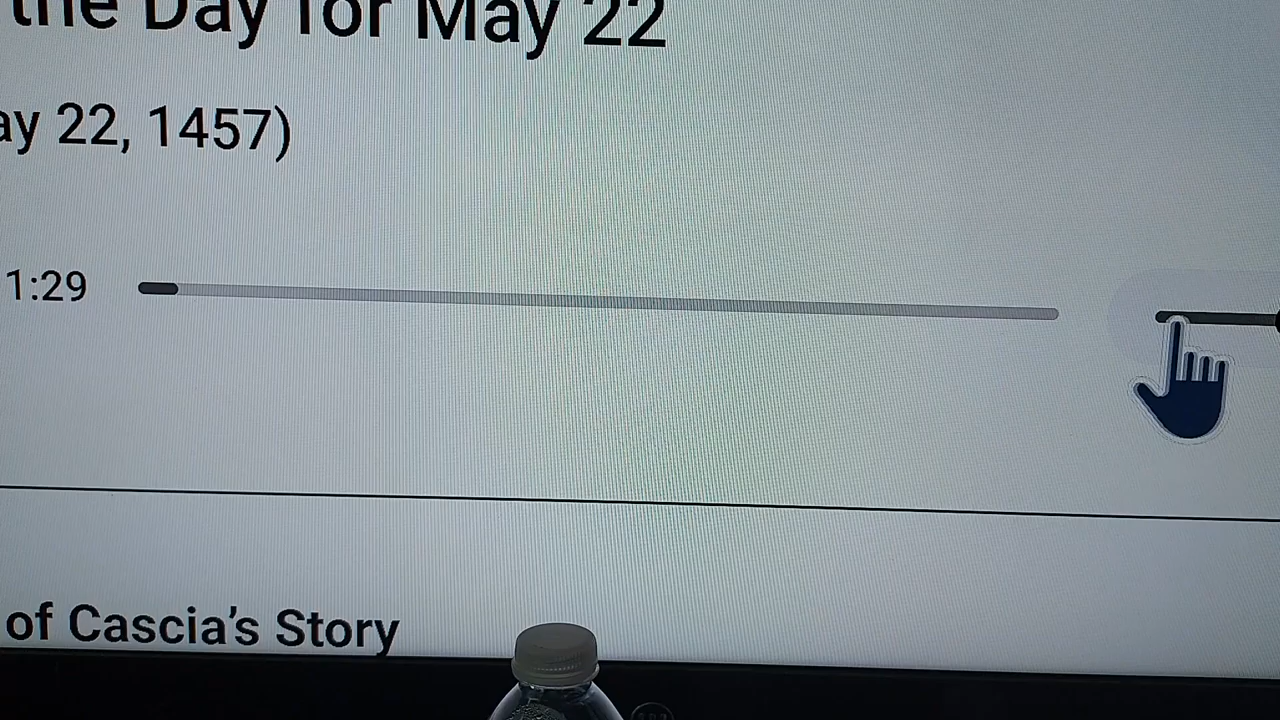 the Day for May 22
ay 22, 1457)
1:29
of Cascia’s Story